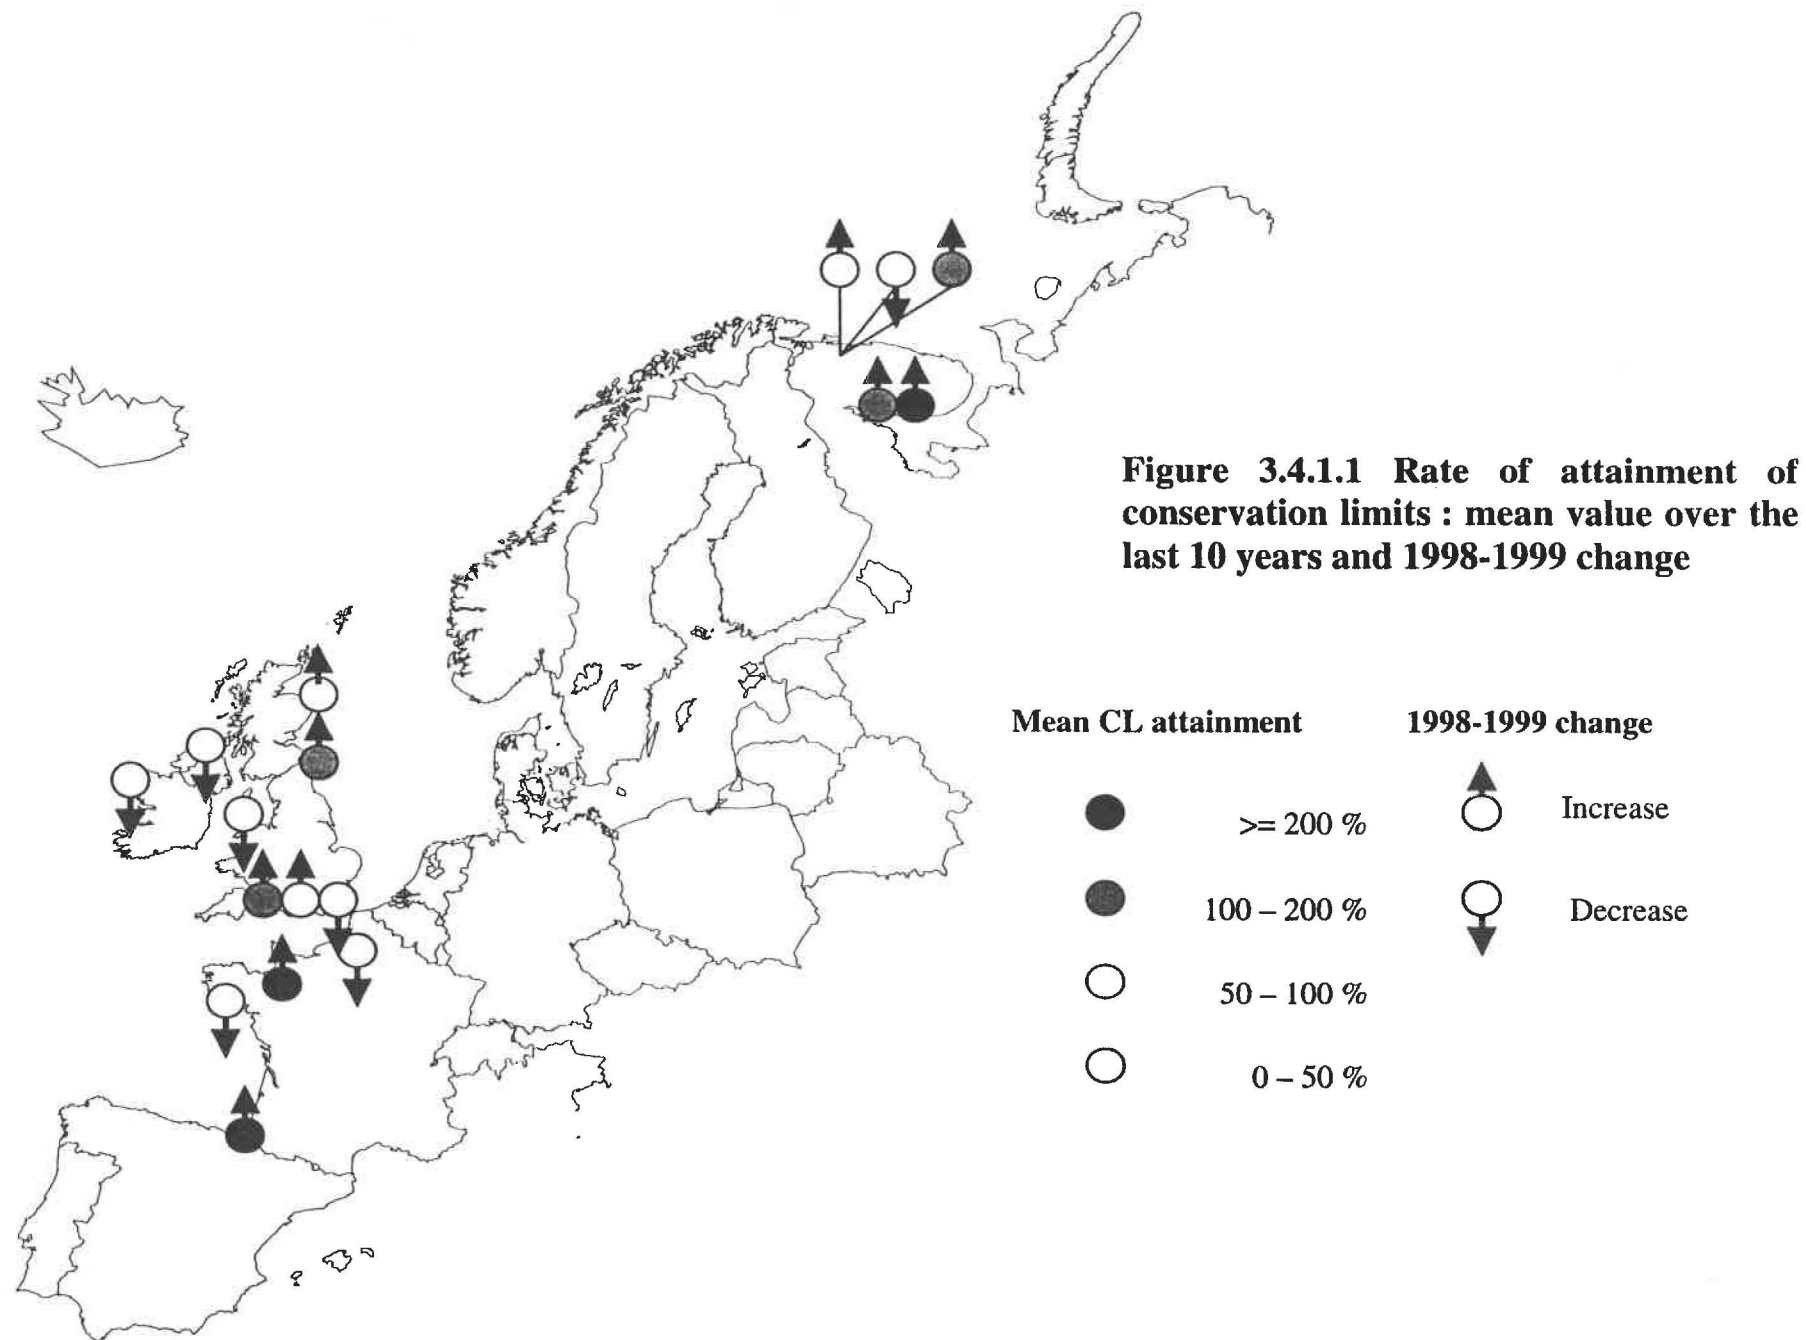 Figure 3.4.1.1 Rate of attainment of
conservation limits : mean value over the
last 10 years and 1998-1999 change
Mean CL attainment
1998-1999 change
>= 200 %
Increase
100 – 200 %
Decrease
50 – 100 %
0 – 50 %